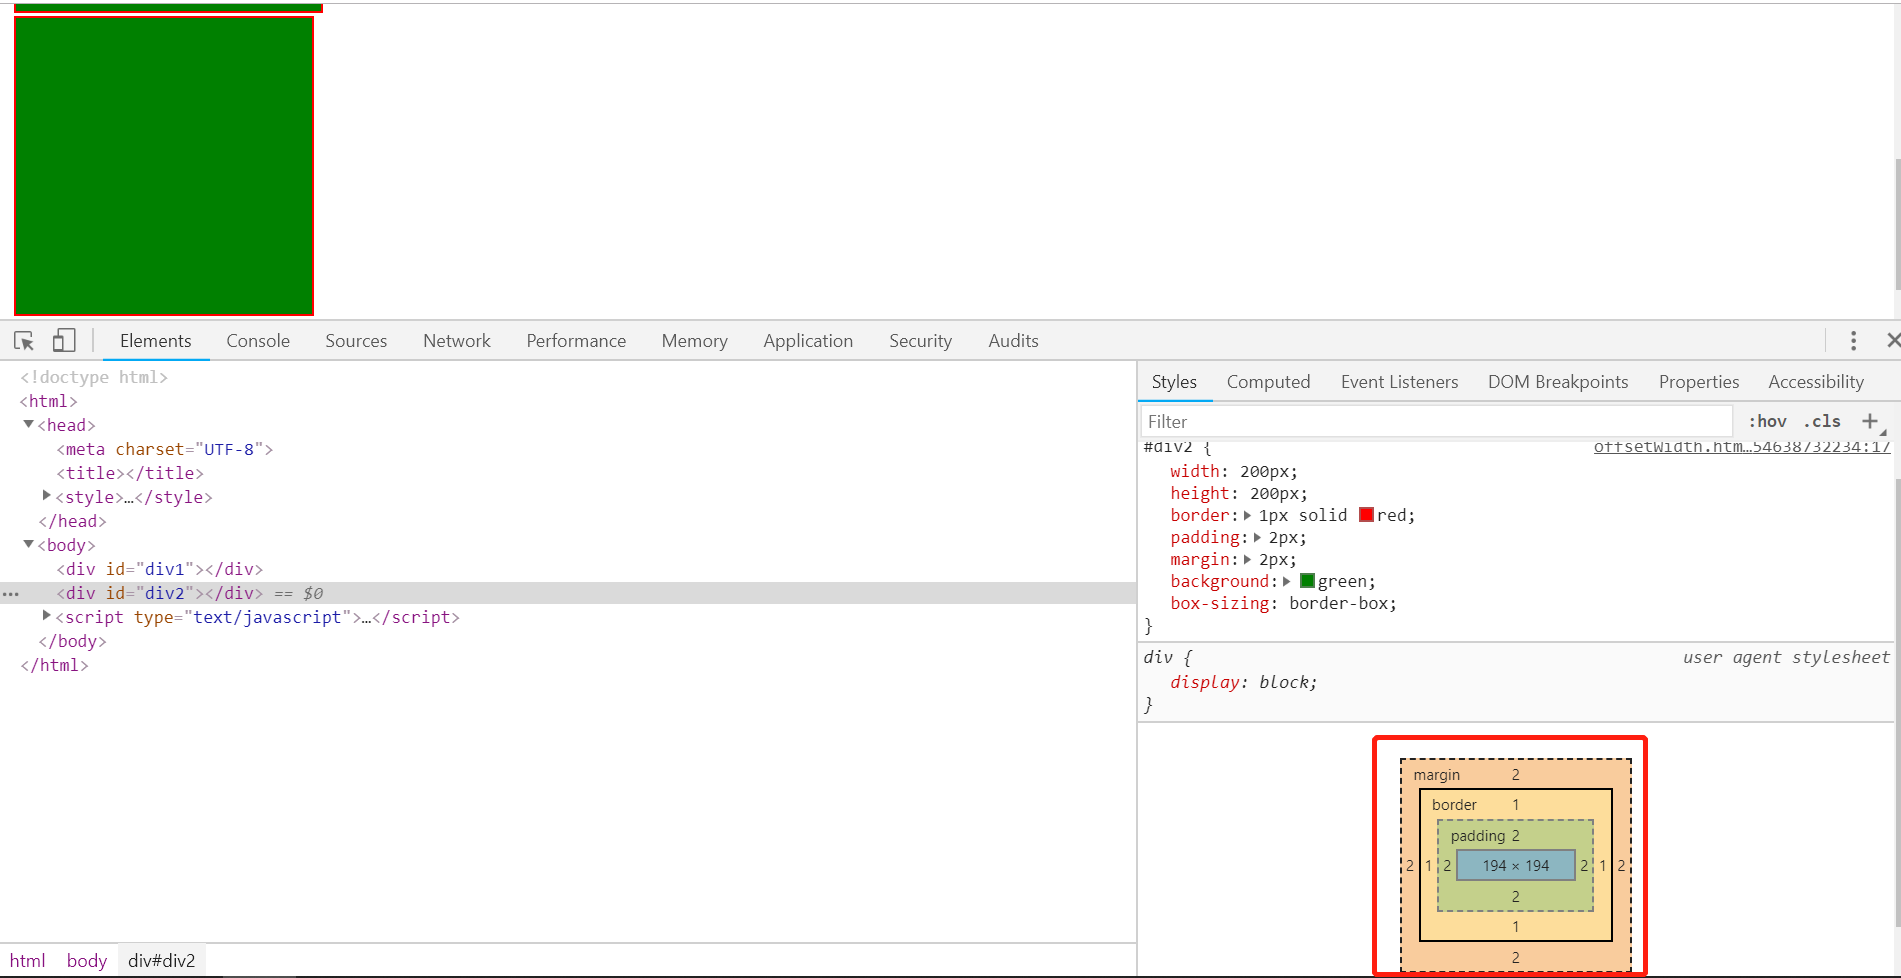 Elements Console Sources Network Performance Memory Application Security Audits
<!doctype html>
<html>
<head>
<meta charset="UTF-8">
<title></title>
<style>…</style>
</head>
<body>
<div id="div1"></div>
<div id="div2"></div> == $0
<script type="text/javascript">…</script>
</body>
</html>
html body div#div2
Styles Computed Event Listeners DOM Breakpoints Properties Accessibility
Filter :hov .cls +
#div2 { offsetWidth.htm…54638732234:17
width: 200px;
height: 200px;
border: 1px solid red;
padding: 2px;
margin: 2px;
background: green;
box-sizing: border-box;
}
div { user agent stylesheet
display: block;
}
margin 2
border 1
padding 2
2 1 2 194 × 194 2 1 2
2
1
2